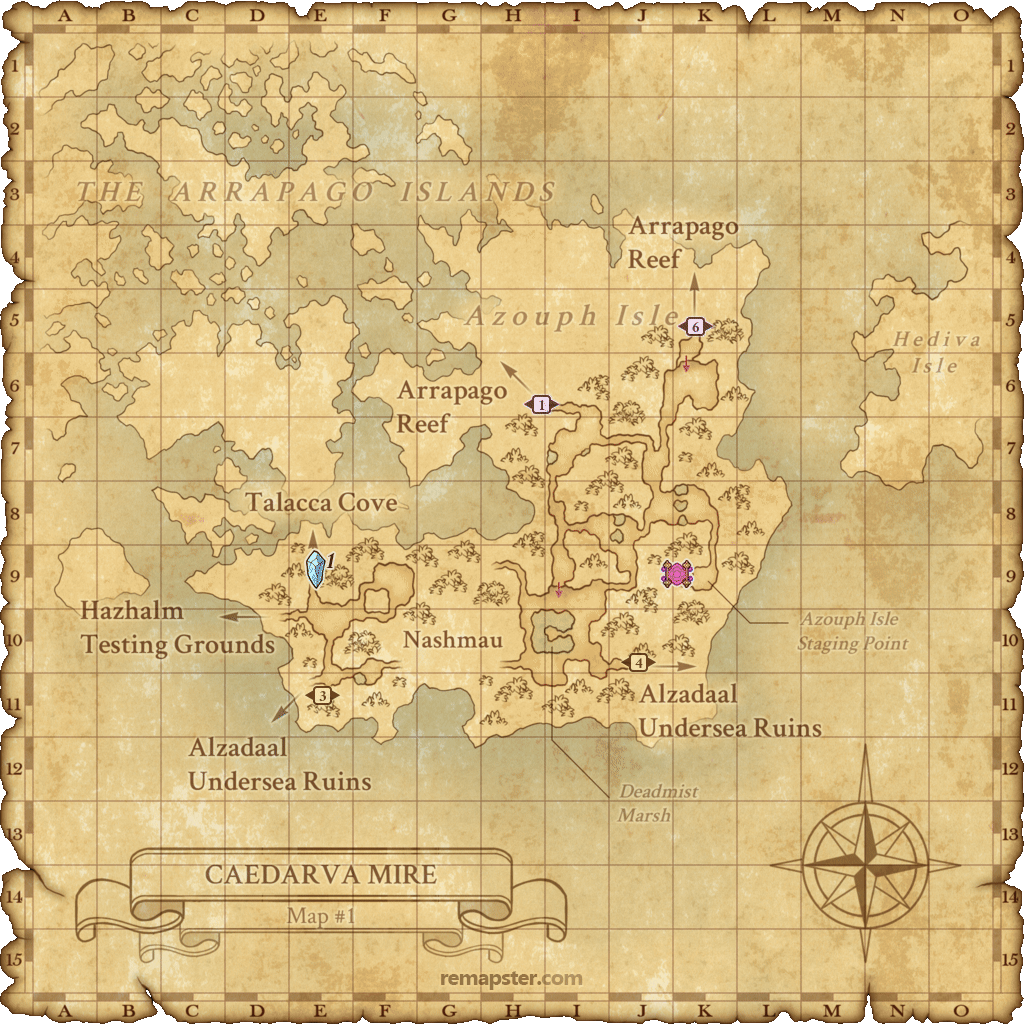 A B C D E F G H I J K L M N O
1 1
2 2
THE ARRAPAGO ISLANDS
3 3
Arrapago
Reef
4 4
Azouph Isle
5 5
6
Hediva
Isle
6 6
Arrapago
Reef
1
7 7
Talacca Cove
8 8
1
9 9
Hazhalm
Testing Grounds
Nashmau
Azouph Isle
Staging Point
10 10
4
3
Alzadaal
Undersea Ruins
11 11
Alzadaal
Undersea Ruins
12 12
Deadmist
Marsh
13 13
CAEDARVA MIRE
14 14
Map #1
15 15
remapster.com
A B C D E F G H I J K L M N O